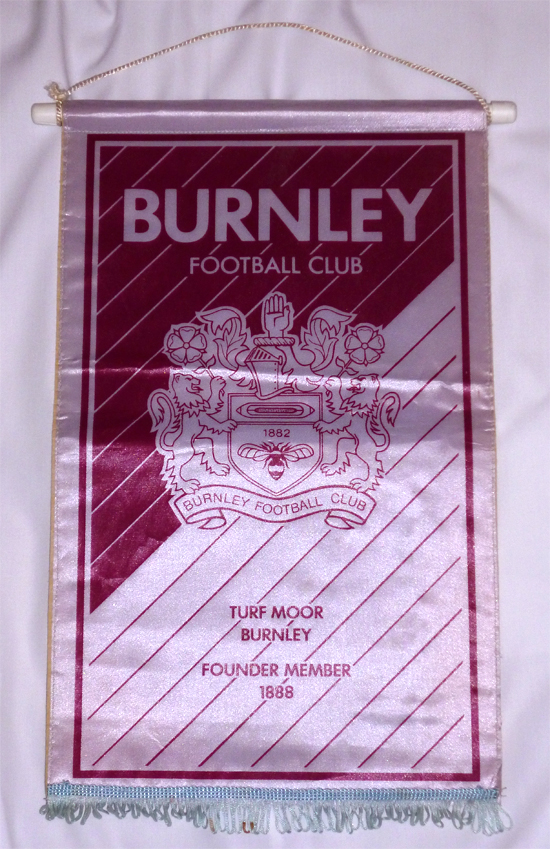 BURNLEY
FOOTBALL CLUB
1882
BURNLEY FOOTBALL CLUB
TURF MOOR
BURNLEY
FOUNDER MEMBER
1888